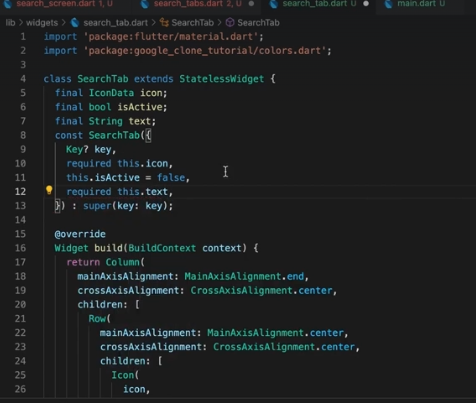 search_screen.dart 1, U
search_tabs.dart 2, U
search_tab.dart U
main.dart U
lib > widgets > search_tab.dart > SearchTab > SearchTab
1 import 'package:flutter/material.dart';
2 import 'package:google_clone_tutorial/colors.dart';
3
4 class SearchTab extends StatelessWidget {
5 final IconData icon;
6 final bool isActive;
7 final String text;
8 const SearchTab({
9 Key? key,
10 required this.icon,
11 this.isActive = false,
12 required this.text,
13 }) : super(key: key);
14
15 @override
16 Widget build(BuildContext context) {
17 return Column(
18 mainAxisAlignment: MainAxisAlignment.end,
19 crossAxisAlignment: CrossAxisAlignment.center,
20 children: [
21 Row(
22 mainAxisAlignment: MainAxisAlignment.center,
23 crossAxisAlignment: CrossAxisAlignment.center,
24 children: [
25 Icon(
26 icon,